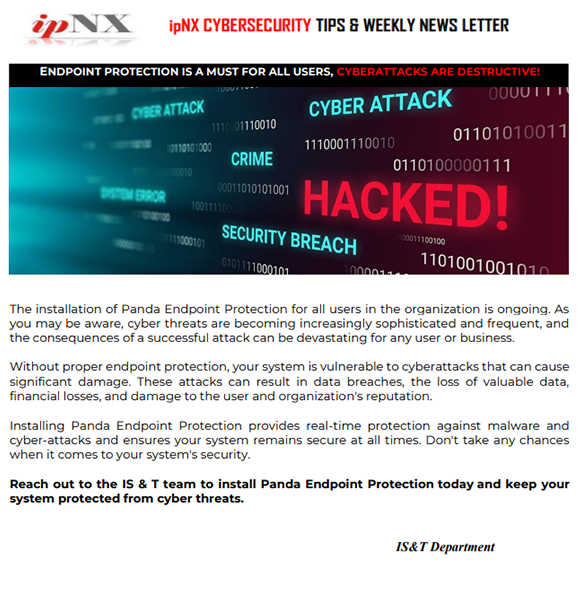 ipNX
ipNX CYBERSECURITY TIPS & WEEKLY NEWS LETTER
ENDPOINT PROTECTION IS A MUST FOR ALL USERS, CYBERATTACKS ARE DESTRUCTIVE!
CYBER ATTACK
CYBER ATTACK
CRIME
1110001110010
01101010011
0110100000111
SYSTEM ERROR
00011010101001
HACKED!
SECURITY BREACH
The installation of Panda Endpoint Protection for all users in the organization is ongoing. As
you may be aware, cyber threats are becoming increasingly sophisticated and frequent, and
the consequences of a successful attack can be devastating for any user or business.
Without proper endpoint protection, your system is vulnerable to cyberattacks that can cause
significant damage. These attacks can result in data breaches, the loss of valuable data,
financial losses, and damage to the user and organization's reputation.
Installing Panda Endpoint Protection provides real-time protection against malware and
cyber-attacks and ensures your system remains secure at all times. Don't take any chances
when it comes to your system's security.
Reach out to the IS & T team to install Panda Endpoint Protection today and keep your
system protected from cyber threats.
IS&T Department